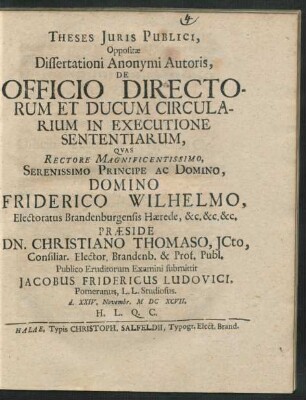 4
THESES JURIS PUBLICI,
Oppositæ
Dissertationi Anonymi Autoris,
DE
OFFICIO DIRECTO-
RUM ET DUCUM CIRCULA-
RIUM IN EXECUTIONE
SENTENTIARUM,
QVAS
RECTORE MAGNIFICENTISSIMO,
SERENISSIMO PRINCIPE AC DOMINO,
DOMINO
FRIDERICO WILHELMO,
Electoratus Brandenburgensis Hærede, &c. &c. &c.
PRÆSIDE
DN. CHRISTIANO THOMASO, JCto,
Consiliar. Elector. Brandenb. & Prof. Publ.
Publico Eruditorum Examini submittit
JACOBUS FRIDERICUS LUDOVICI,
Pomeranus, L. L. Studiosus.
d. XXIV. Novembr. M DC XCVII.
H. L. Q. C.
HALAE, Typis CHRISTOPH. SALFELDII, Typogr. Elect. Brand.